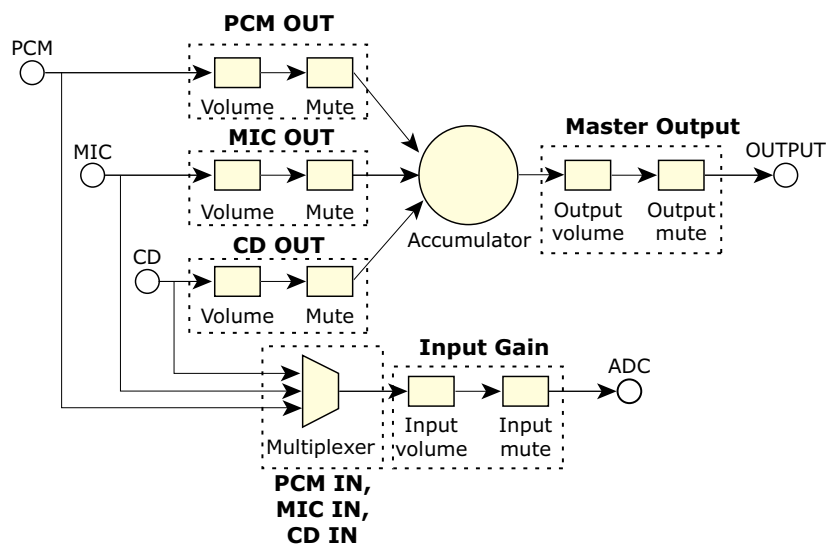 PCM OUT
PCM
Volume
Mute
MIC OUT
MIC
Volume
Mute
CD OUT
CD
Volume
Mute
Accumulator
Master Output
OUTPUT
Output
volume
Output
mute
Multiplexer
PCM IN,
MIC IN,
CD IN
Input Gain
Input
volume
Input
mute
ADC